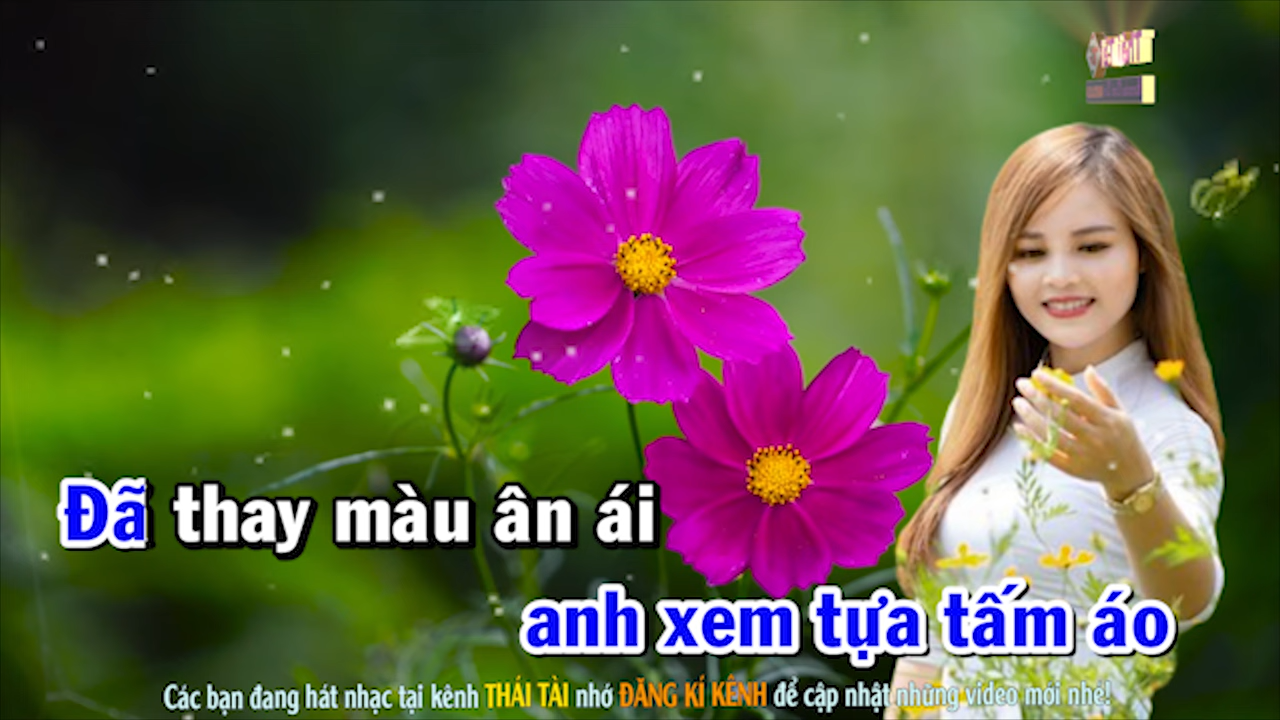 Đã thay màu ân ái
anh xem tựa tấm áo
Các bạn đang hát nhạc tại kênh THÁI TÀI nhớ ĐĂNG KÍ KÊNH để cập nhật những video mới nhé!